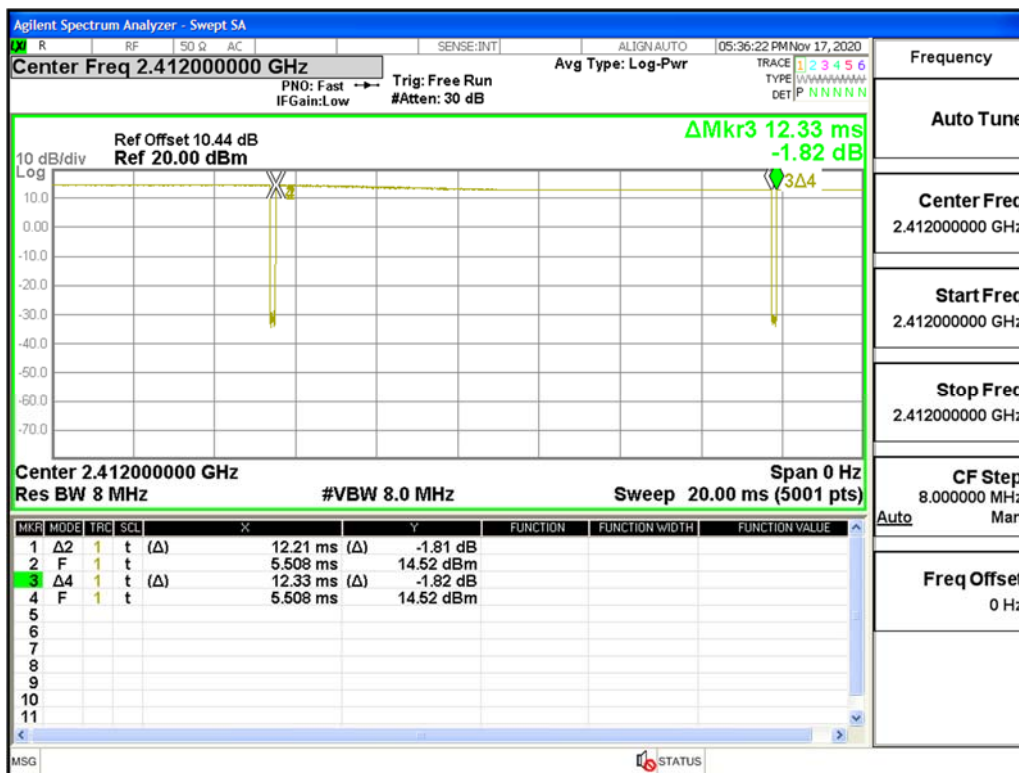 Agilent Spectrum Analyzer - Swept SA
LXI R RF 50 Ω AC SENSE:INT ALIGNAUTO 05:36:22 PMNov 17, 2020
Center Freq 2.412000000 GHz
PNO: Fast
IFGain:Low
Trig: Free Run
#Atten: 30 dB
Avg Type: Log-Pwr
TRACE 1 2 3 4 5 6
TYPE
DET P N N N N N
Ref Offset 10.44 dB
10 dB/div Ref 20.00 dBm
Log
ΔMkr3 12.33 ms
-1.82 dB
3Δ4
10.0
0.00
-10.0
-20.0
-30.0
-40.0
-50.0
-60.0
-70.0
Center 2.412000000 GHz Span 0 Hz
Res BW 8 MHz #VBW 8.0 MHz Sweep 20.00 ms (5001 pts)
MKR MODE TRC SCL X Y FUNCTION FUNCTION WIDTH FUNCTION VALUE
1 Δ2 1 t (Δ) 12.21 ms (Δ) -1.81 dB
2 F 1 t 5.508 ms 14.52 dBm
3 Δ4 1 t (Δ) 12.33 ms (Δ) -1.82 dB
4 F 1 t 5.508 ms 14.52 dBm
5
6
7
8
9
10
11
MSG STATUS
Frequency
Auto Tune
Center Freq
2.412000000 GHz
Start Freq
2.412000000 GHz
Stop Freq
2.412000000 GHz
CF Step
8.000000 MHz
Auto Man
Freq Offset
0 Hz